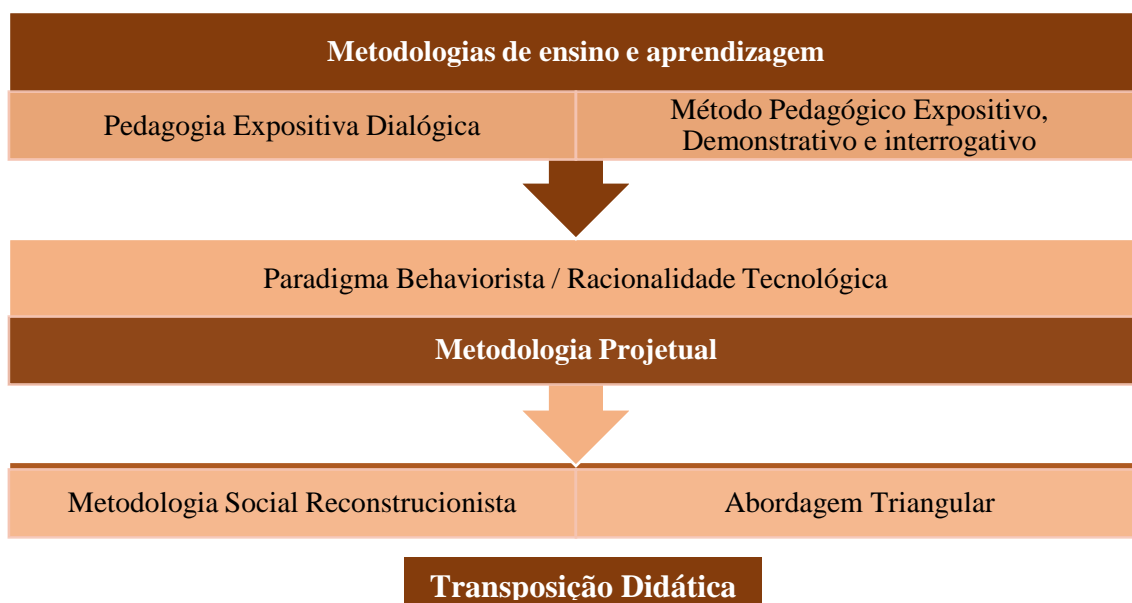 Metodologias de ensino e aprendizagem
Pedagogia Expositiva Dialógica
Método Pedagógico Expositivo,
Demonstrativo e interrogativo
Paradigma Behaviorista / Racionalidade Tecnológica
Metodologia Projetual
Metodologia Social Reconstrucionista
Abordagem Triangular
Transposição Didática